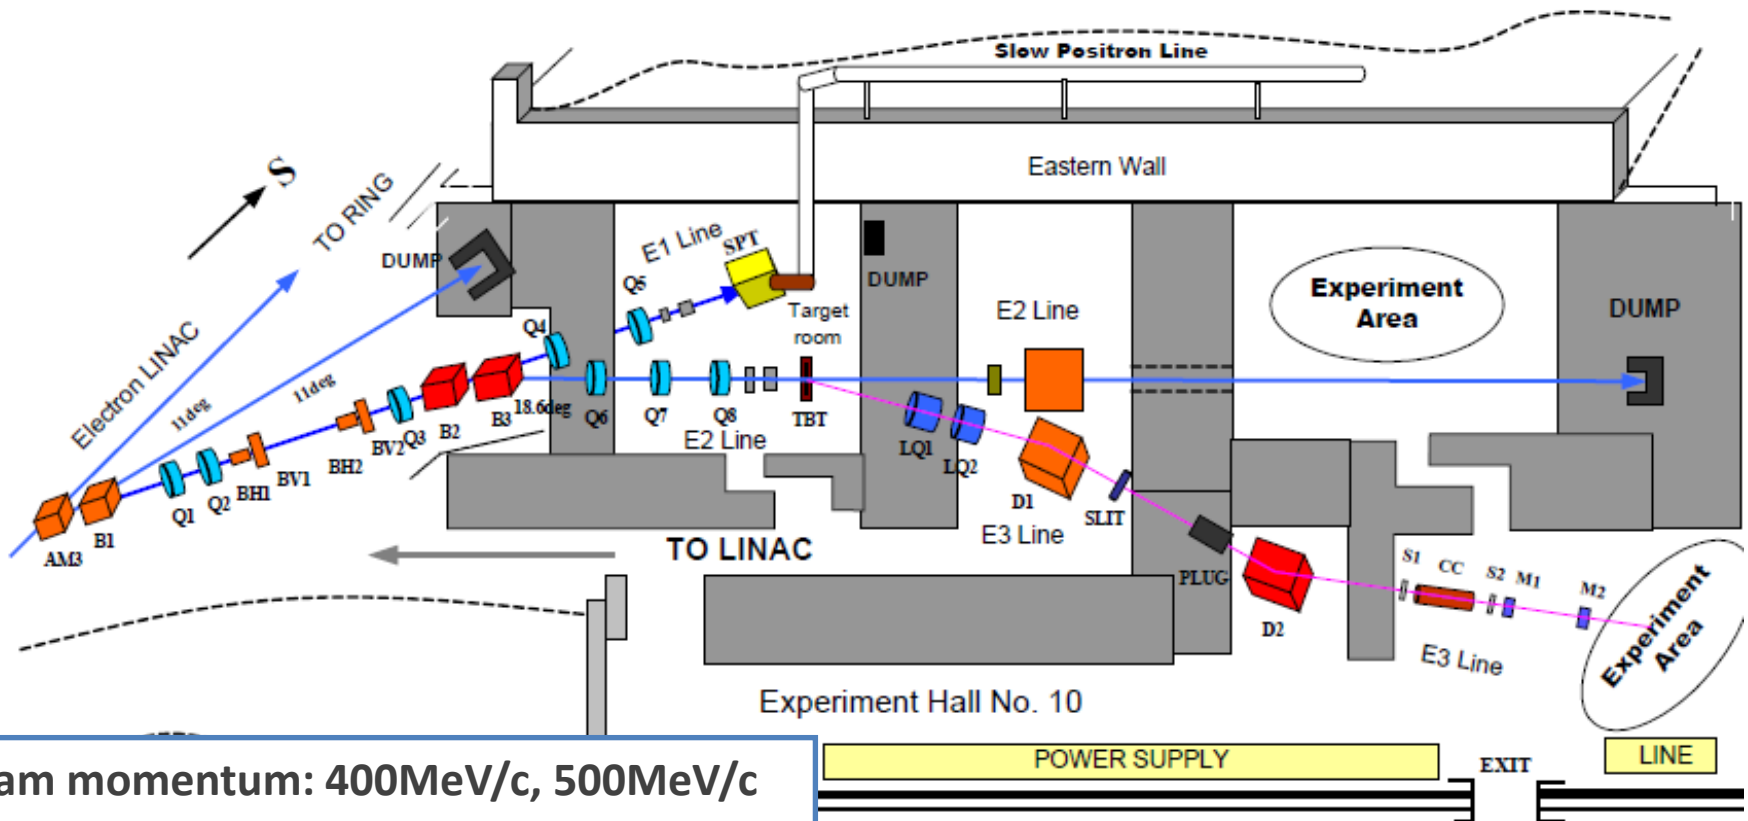 Slow Positron Line
Eastern Wall
S
TO RING
DUMP
E1 Line
SPT
Q5
DUMP
Target
room
Experiment
Area
E2 Line
DUMP
Electron LINAC
11deg
11deg
Q4
18.6deg
Q6
Q7
Q8
TBT
E2 Line
B3
B2
Q3
BV2
BH2
BV1
BH1
Q2
Q1
B1
AM3
LQ1
LQ2
D1
SLIT
E3 Line
TO LINAC
PLUG
D2
S1
CC
S2
M1
M2
E3 Line
Experiment
Area
Experiment Hall No. 10
POWER SUPPLY
EXIT
LINE
am momentum: 400MeV/c, 500MeV/c